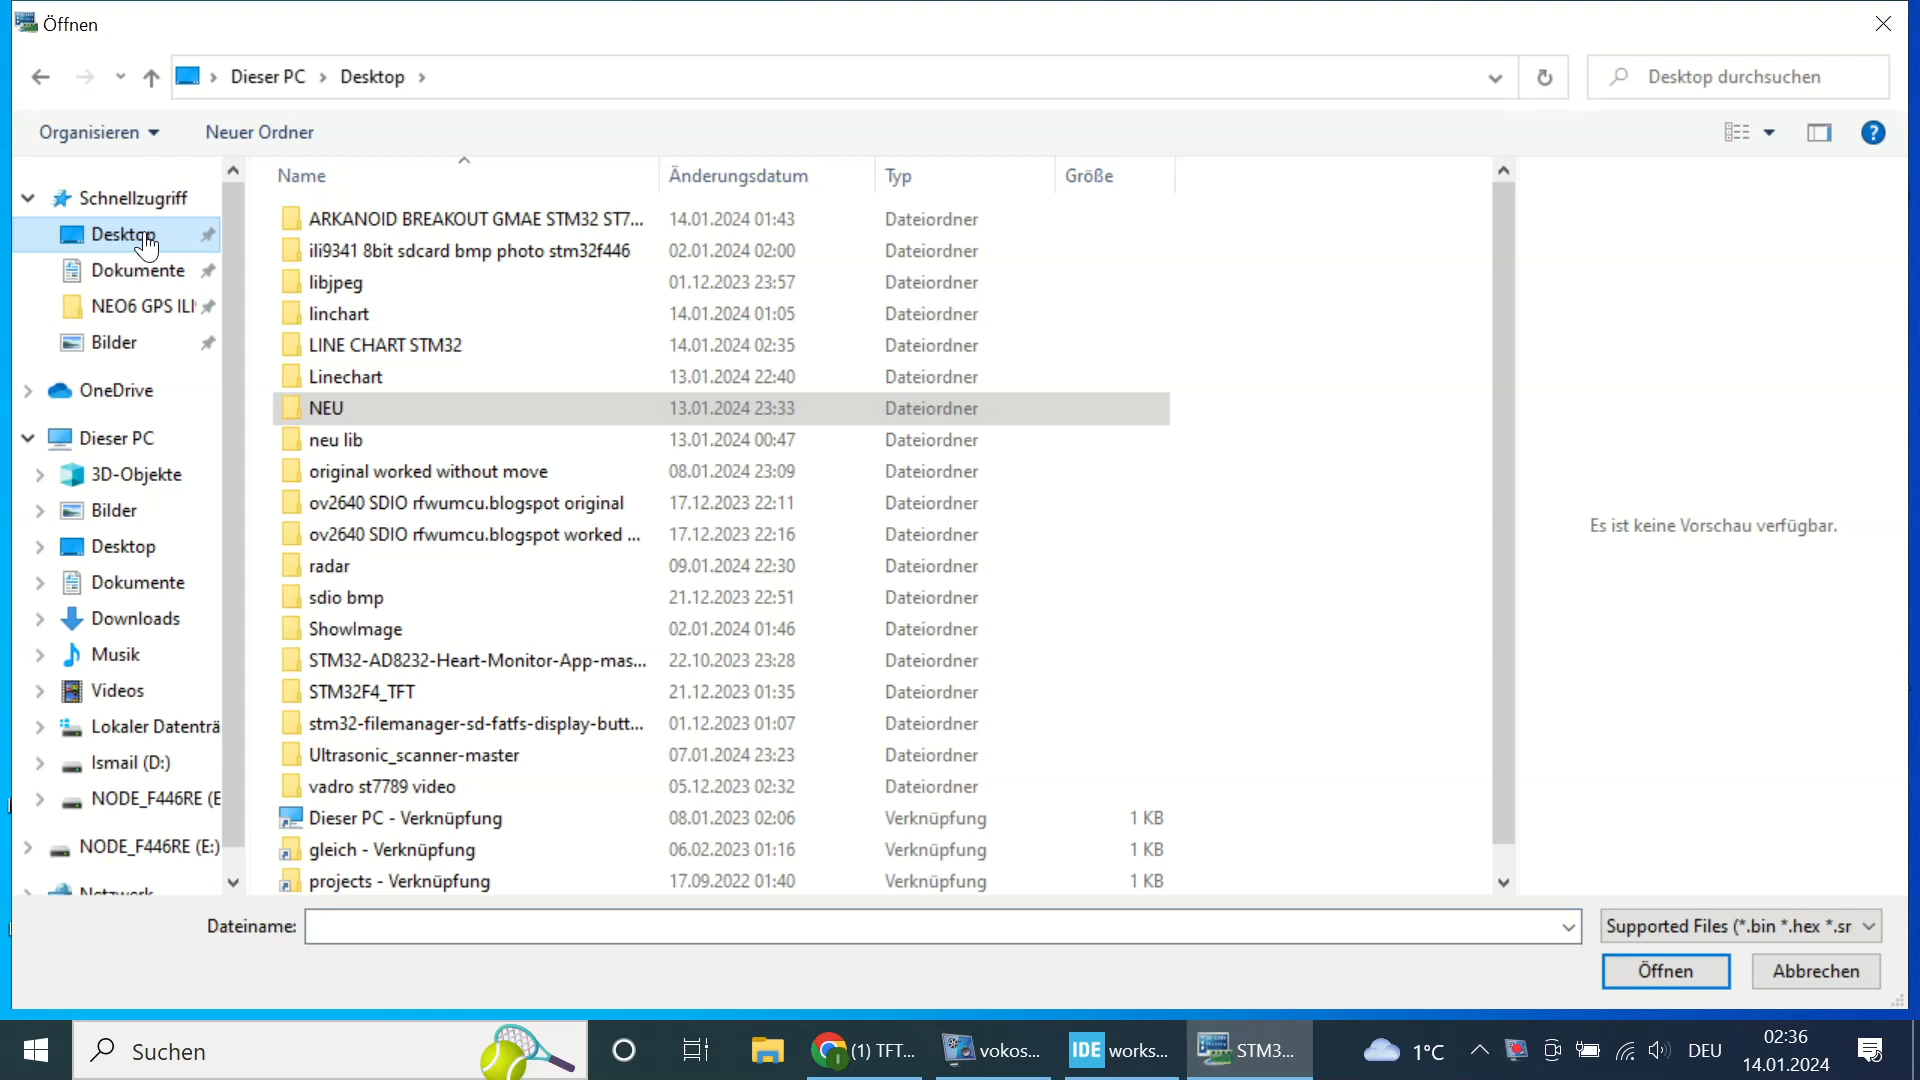 Öffnen
Dieser PC
Desktop
Desktop durchsuchen
Organisieren
Neuer Ordner
?
Schnellzugriff
Desktop
Dokumente
NEO6 GPS ILI
Bilder
OneDrive
Dieser PC
3D-Objekte
Bilder
Desktop
Dokumente
Downloads
Musik
Videos
Lokaler Datenträ
Ismail (D:)
NODE_F446RE (E
NODE_F446RE (E:)
Netzwerk
Name Änderungsdatum Typ Größe
ARKANOID BREAKOUT GMAE STM32 ST7... 14.01.2024 01:43 Dateiordner
ili9341 8bit sdcard bmp photo stm32f446 02.01.2024 02:00 Dateiordner
libjpeg 01.12.2023 23:57 Dateiordner
linchart 14.01.2024 01:05 Dateiordner
LINE CHART STM32 14.01.2024 02:35 Dateiordner
Linechart 13.01.2024 22:40 Dateiordner
NEU 13.01.2024 23:33 Dateiordner
neu lib 13.01.2024 00:47 Dateiordner
original worked without move 08.01.2024 23:09 Dateiordner
ov2640 SDIO rfwumcu.blogspot original 17.12.2023 22:11 Dateiordner
ov2640 SDIO rfwumcu.blogspot worked ... 17.12.2023 22:16 Dateiordner
radar 09.01.2024 22:30 Dateiordner
sdio bmp 21.12.2023 22:51 Dateiordner
ShowImage 02.01.2024 01:46 Dateiordner
STM32-AD8232-Heart-Monitor-App-mas... 22.10.2023 23:28 Dateiordner
STM32F4_TFT 21.12.2023 01:35 Dateiordner
stm32-filemanager-sd-fatfs-display-butt... 01.12.2023 01:07 Dateiordner
Ultrasonic_scanner-master 07.01.2024 23:23 Dateiordner
vadro st7789 video 05.12.2023 02:32 Dateiordner
Dieser PC - Verknüpfung 08.01.2023 02:06 Verknüpfung 1 KB
gleich - Verknüpfung 06.02.2023 01:16 Verknüpfung 1 KB
projects - Verknüpfung 17.09.2022 01:40 Verknüpfung 1 KB
Es ist keine Vorschau verfügbar.
Dateiname:
Supported Files (*.bin *.hex *.sr
Öffnen
Abbrechen
Suchen
(1) TFT...
vokos...
IDE works...
STM3...
1°C
DEU
02:36
14.01.2024